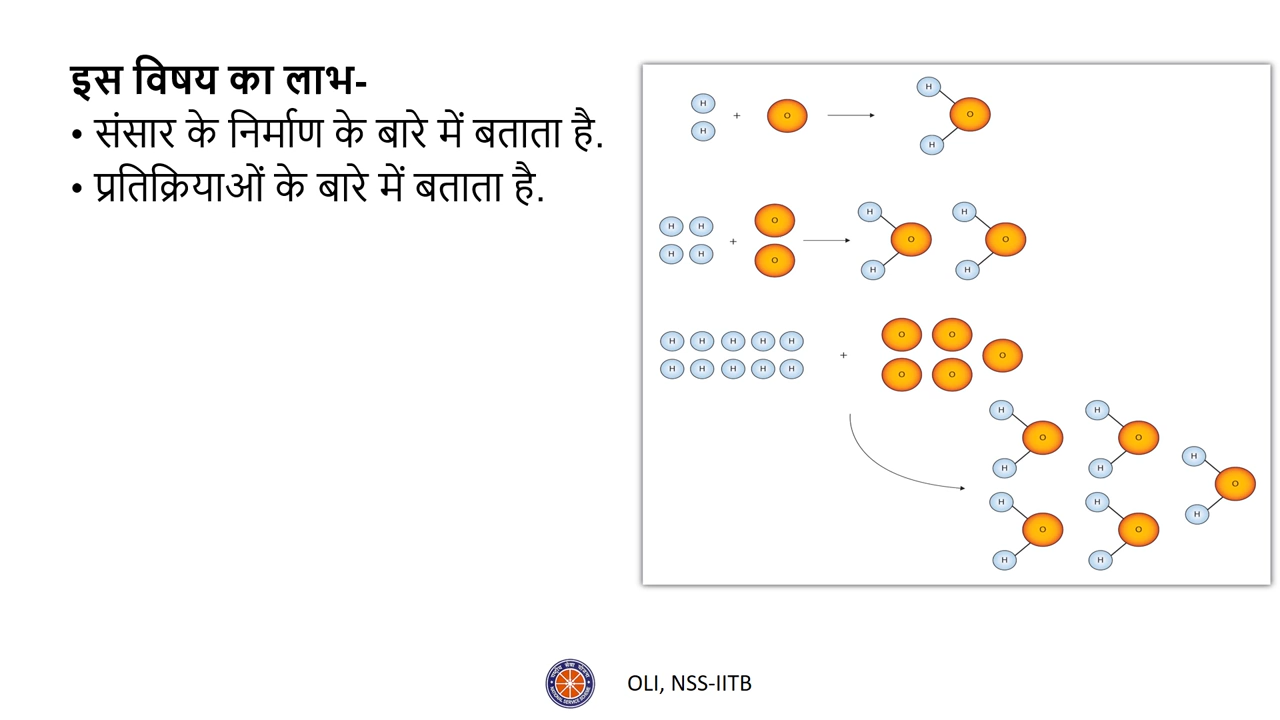 इस विषय का लाभ-
• संसार के निर्माण के बारे में बताता है.
• प्रतिक्रियाओं के बारे में बताता है.
H
H
+
O
H
O
H
H H
H H
+
O
O
H
O
H
H
O
H
H H H H H
H H H H H
+
O O
O O
O
H
O
H
H
O
H
H
O
H
H
O
H
H
O
H
OLI, NSS-IITB